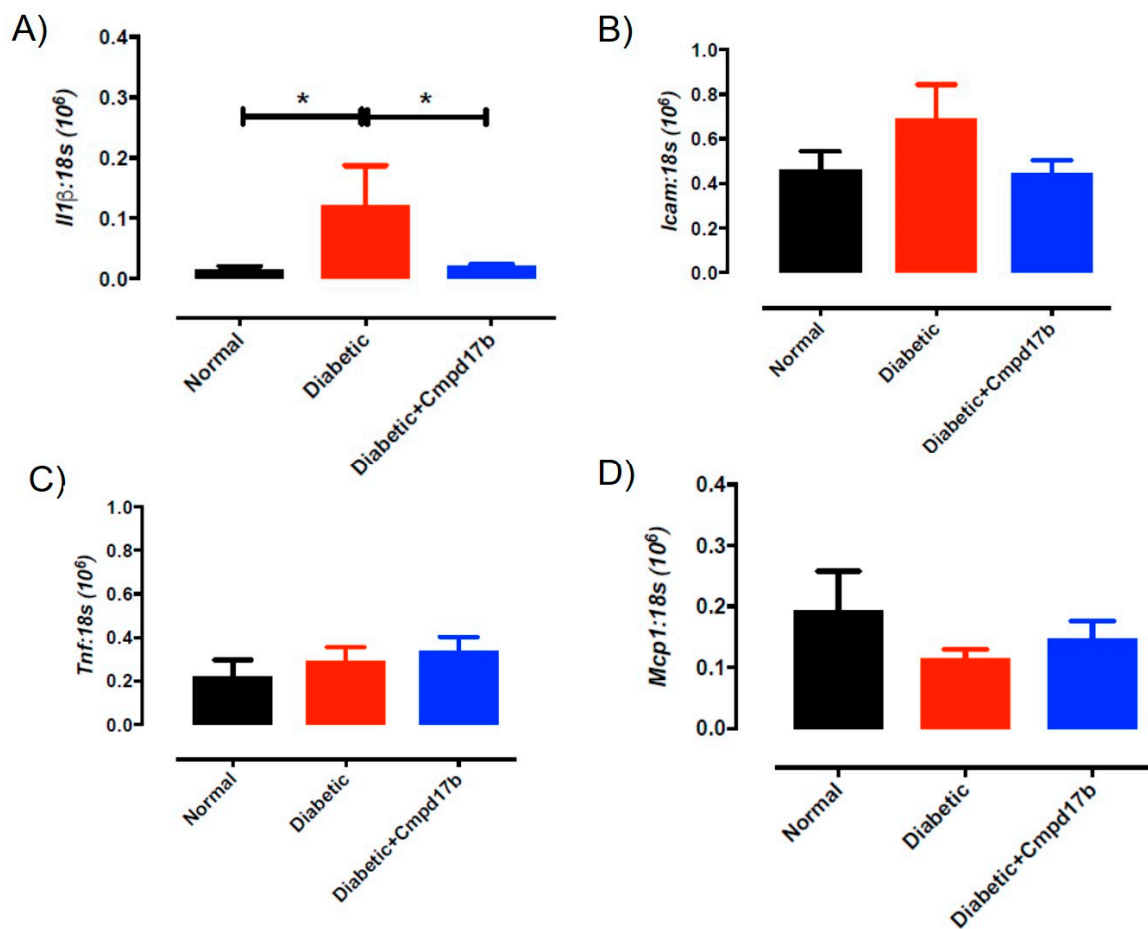 A)
Il1β:18s (10⁶)
0.4
0.3
0.2
0.1
0.0
* *
Normal
Diabetic
Diabetic+Cmpd17b
B)
Icam:18s (10⁶)
1.0
0.8
0.6
0.4
0.2
0.0
Normal
Diabetic
Diabetic+Cmpd17b
C)
Tnf:18s (10⁶)
1.0
0.8
0.6
0.4
0.2
0.0
Normal
Diabetic
Diabetic+Cmpd17b
D)
Mcp1:18s (10⁶)
0.4
0.3
0.2
0.1
0.0
Normal
Diabetic
Diabetic+Cmpd17b